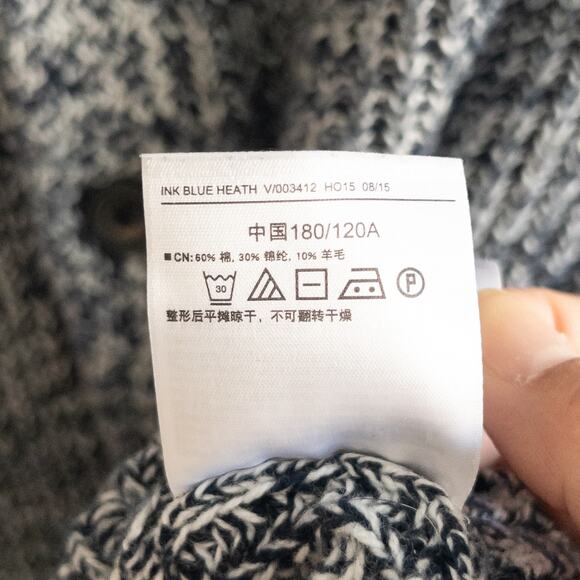 INK BLUE HEATH V/003412 HO15 08/15
中国180/120A
■ CN: 60% 棉, 30% 锦纶, 10% 羊毛
30 P
整形后平摊晾干，不可翻转干燥